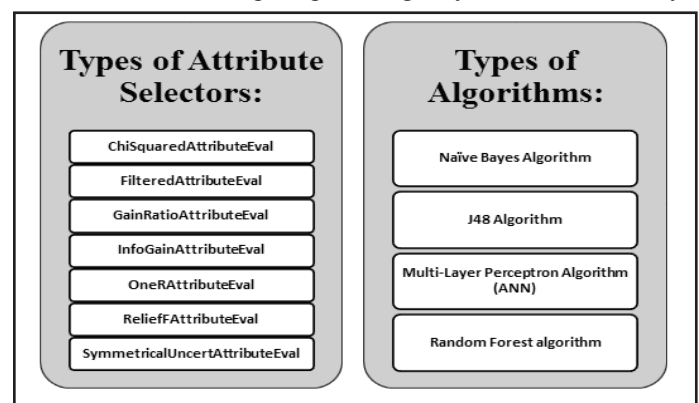 Types of Attribute
Selectors:
ChiSquaredAttributeEval
FilteredAttributeEval
GainRatioAttributeEval
InfoGainAttributeEval
OneRAttributeEval
ReliefFAttributeEval
SymmetricalUncertAttributeEval
Types of
Algorithms:
Naïve Bayes Algorithm
J48 Algorithm
Multi-Layer Perceptron Algorithm
(ANN)
Random Forest algorithm